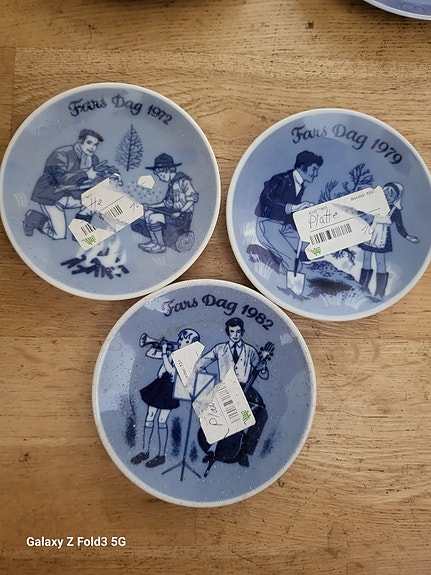 Fars Dag 1972
Fars Dag 1979
Platte
Fars Dag 1982
Galaxy Z Fold3 5G